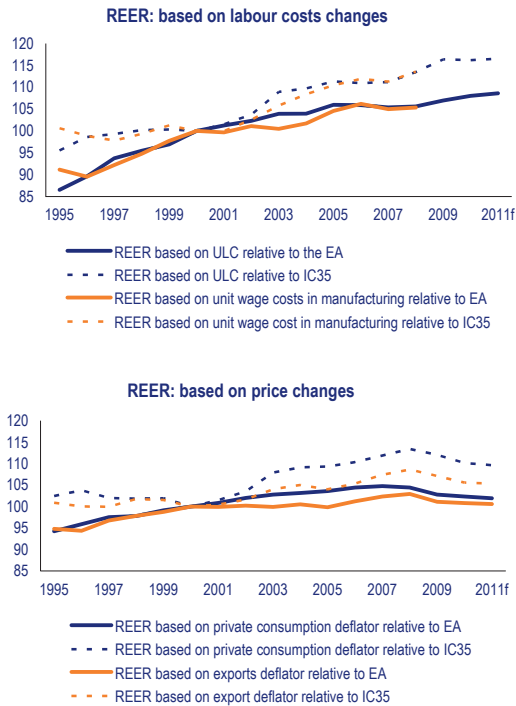 REER: based on labour costs changes
120
115
110
105
100
95
90
85
1995 1997 1999 2001 2003 2005 2007 2009 2011f
REER based on ULC relative to the EA
REER based on ULC relative to IC35
REER based on unit wage costs in manufacturing relative to EA
REER based on unit wage cost in manufacturing relative to IC35
REER: based on price changes
120
115
110
105
100
95
90
85
1995 1997 1999 2001 2003 2005 2007 2009 2011f
REER based on private consumption deflator relative to EA
REER based on private consumption deflator relative to IC35
REER based on exports deflator relative to EA
REER based on export deflator relative to IC35